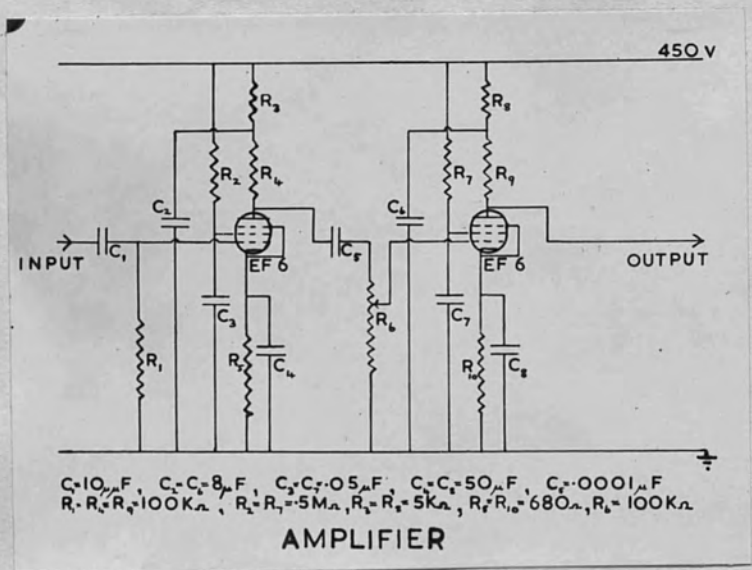 450 V
R₃
R₈
R₂
R₄
R₇
R₉
C₂
C₆
INPUT
C₁
EF 6
C₅
EF 6
OUTPUT
C₃
R₆
C₇
R₁
R₅
C₄
R₁₀
C₈
C₁=10μμF, C₂=C₆=8μF, C₃=C₇=·05μF C₄=C₈=50μF, C₅=·0001μF
R₁=R₄=R₉=100KΩ, R₂=R₇=·5MΩ, R₃=R₈=5KΩ, R₅=R₁₀=680Ω, R₆=100KΩ
AMPLIFIER